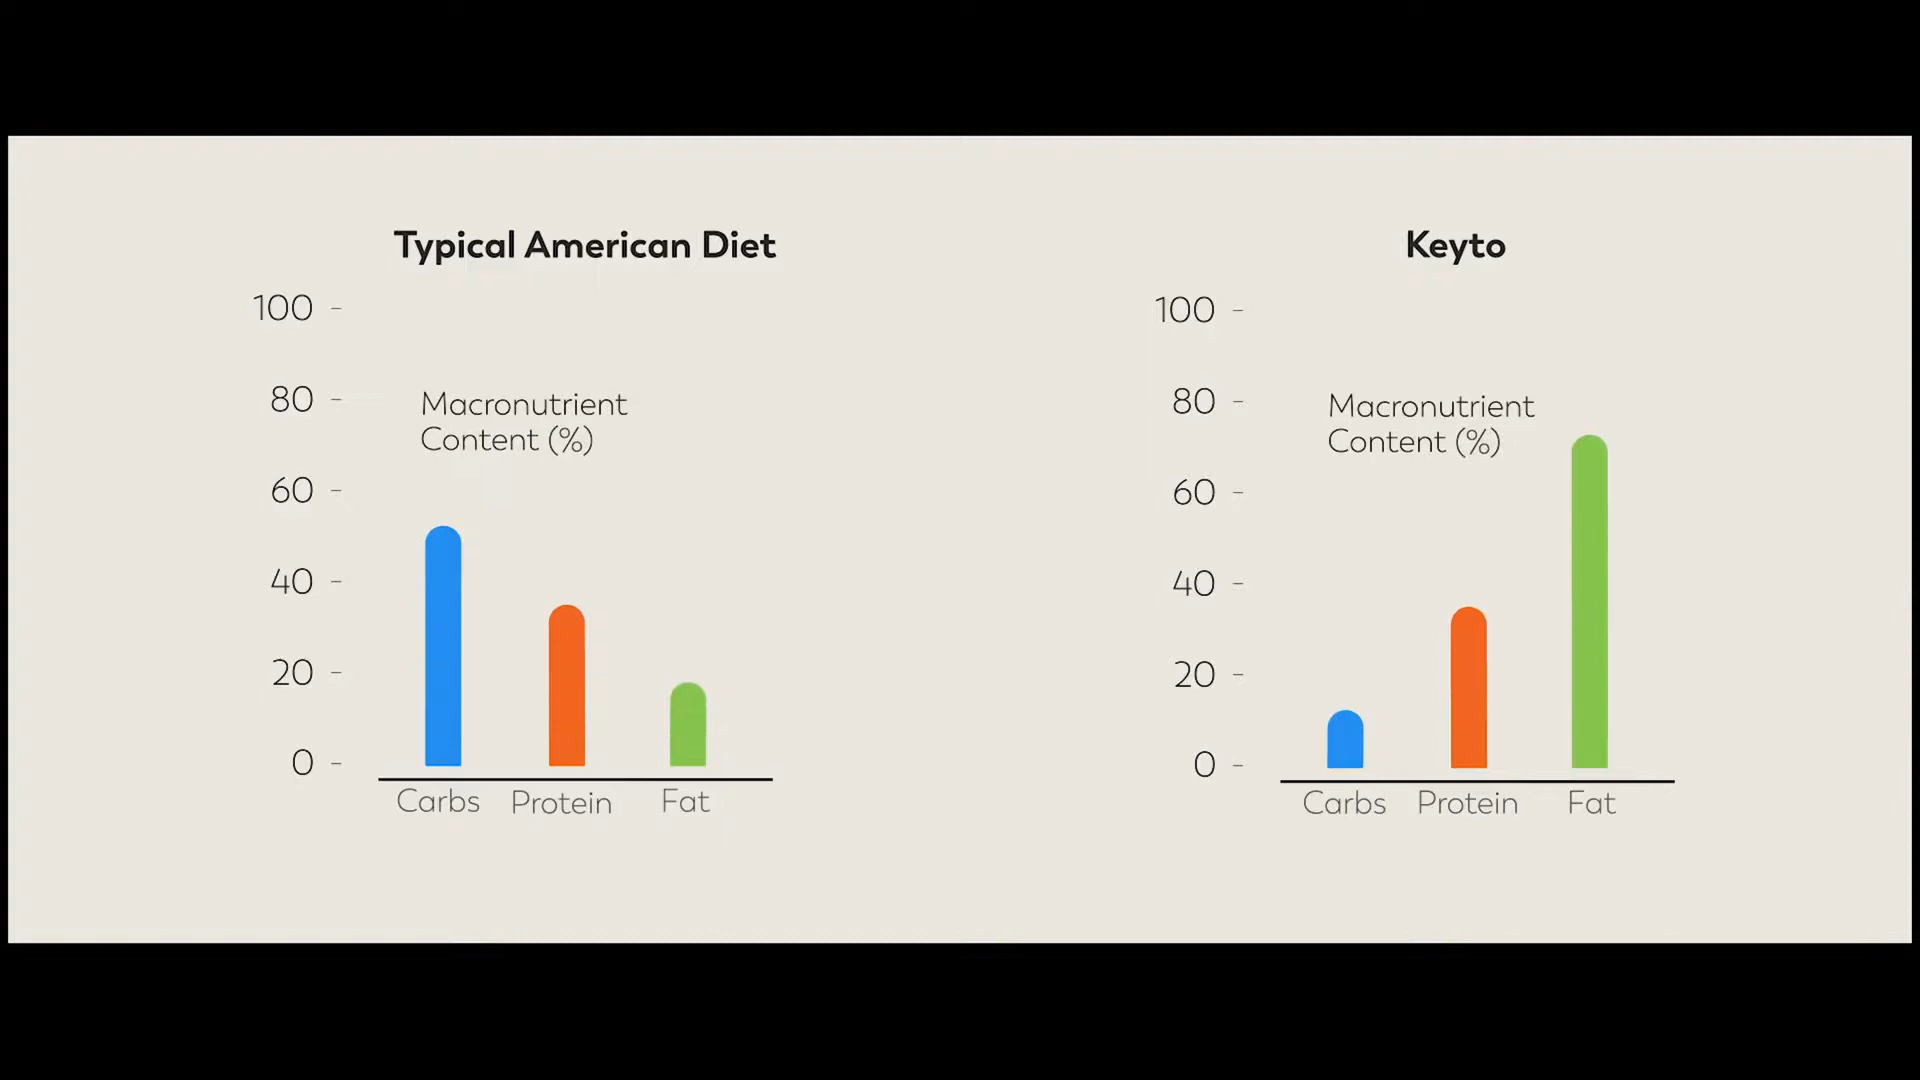 Typical American Diet
100
80
60
40
20
0
Macronutrient
Content (%)
Carbs Protein Fat
Keyto
100
80
60
40
20
0
Macronutrient
Content (%)
Carbs Protein Fat